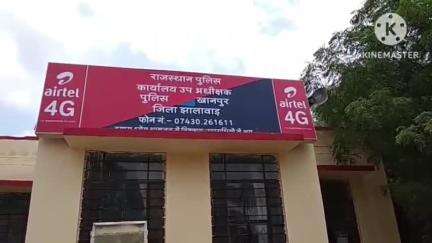 KINEMASTER
airtel
4G
राजस्थान पुलिस
कार्यालय उप अधीक्षक
पुलिस खानपुर
जिला झालावाड़
फोन नं:- 07430.261611
airtel
4G